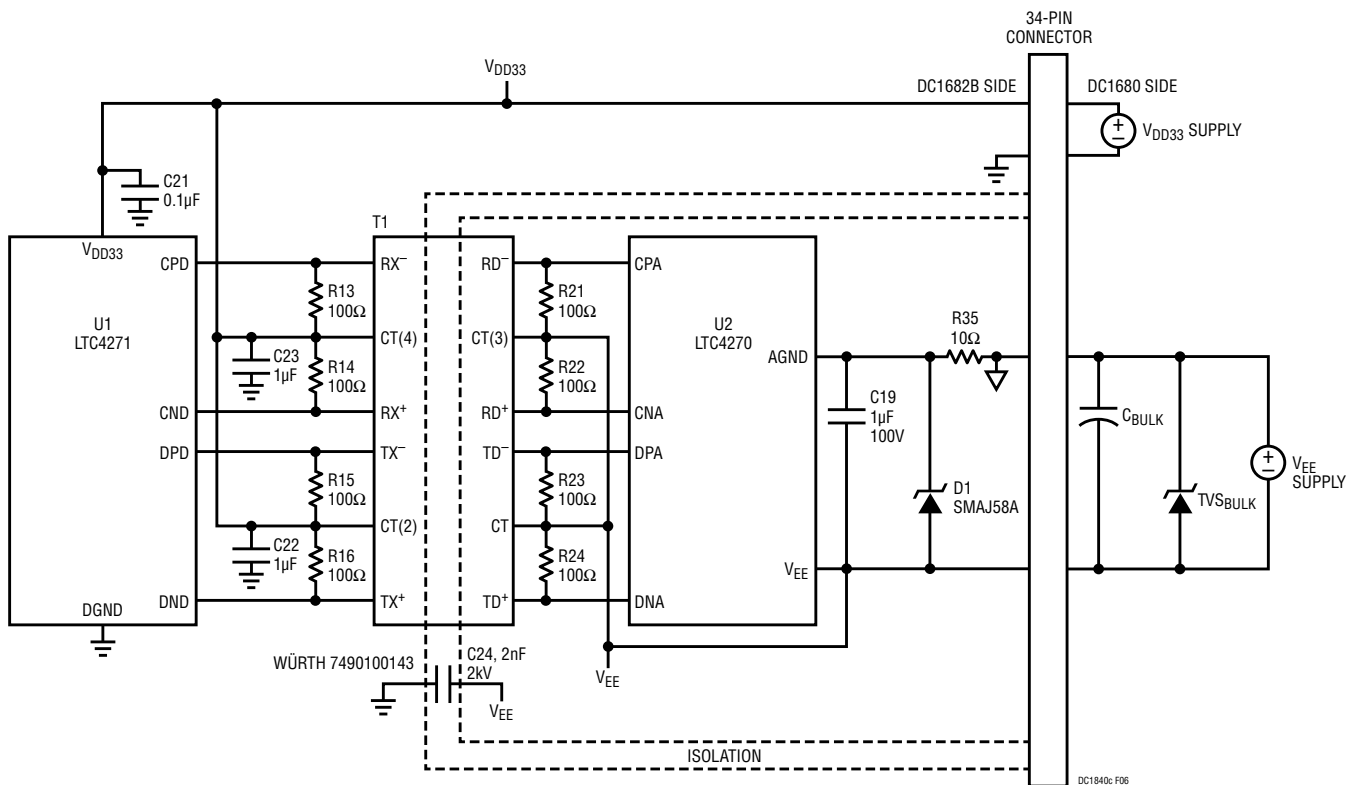 34-PIN
CONNECTOR
VDD33
DC1682B SIDE
DC1680 SIDE
+
–
VDD33 SUPPLY
C21
0.1µF
T1
VDD33
CPD
RX–
RD–
CPA
R13
100Ω
R21
100Ω
U1
LTC4271
U2
LTC4270
R35
10Ω
CT(4)
CT(3)
AGND
C23
1µF
R14
100Ω
R22
100Ω
C19
1µF
100V
CBULK
CND
RX+
RD+
CNA
DPD
TX–
TD–
DPA
+
–
VEE
SUPPLY
R15
100Ω
R23
100Ω
D1
SMAJ58A
TVSBULK
CT(2)
CT
C22
1µF
R16
100Ω
R24
100Ω
VEE
DGND
DND
TX+
TD+
DNA
WÜRTH 7490100143
C24, 2nF
2kV
VEE
VEE
ISOLATION
DC1840c F06